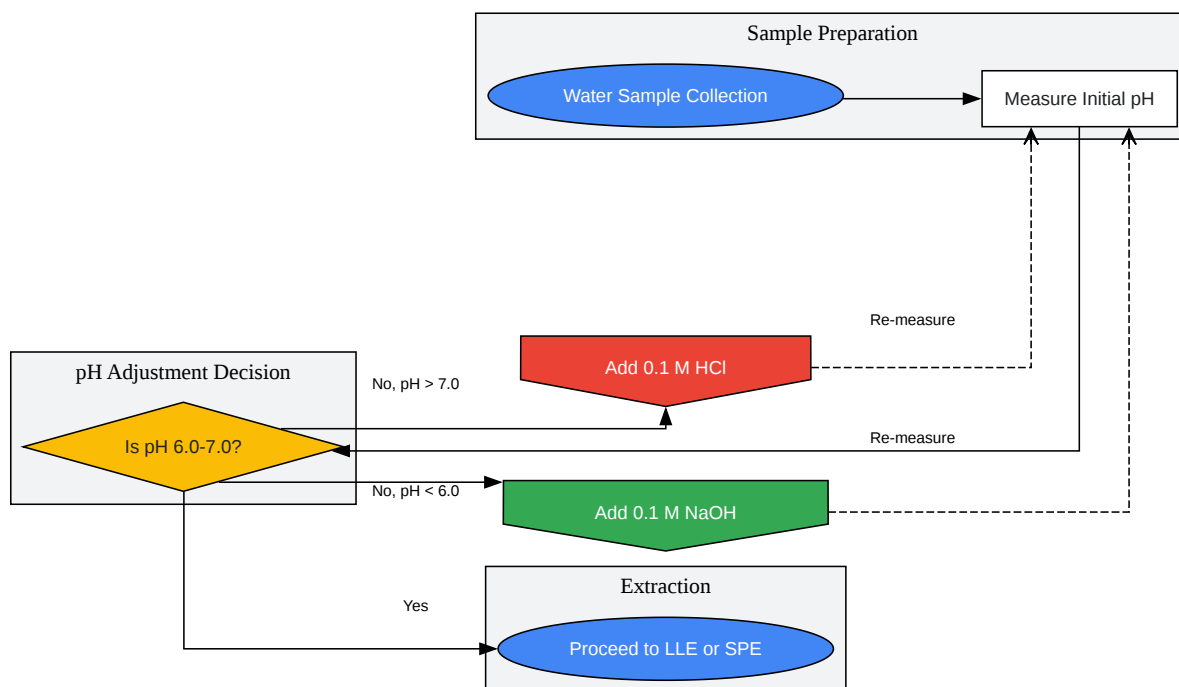 Sample Preparation
Water Sample Collection
Measure Initial pH
Re-measure
Add 0.1 M HCl
pH Adjustment Decision
No, pH > 7.0
Is pH 6.0-7.0?
Re-measure
No, pH < 6.0
Add 0.1 M NaOH
Extraction
Yes
Proceed to LLE or SPE